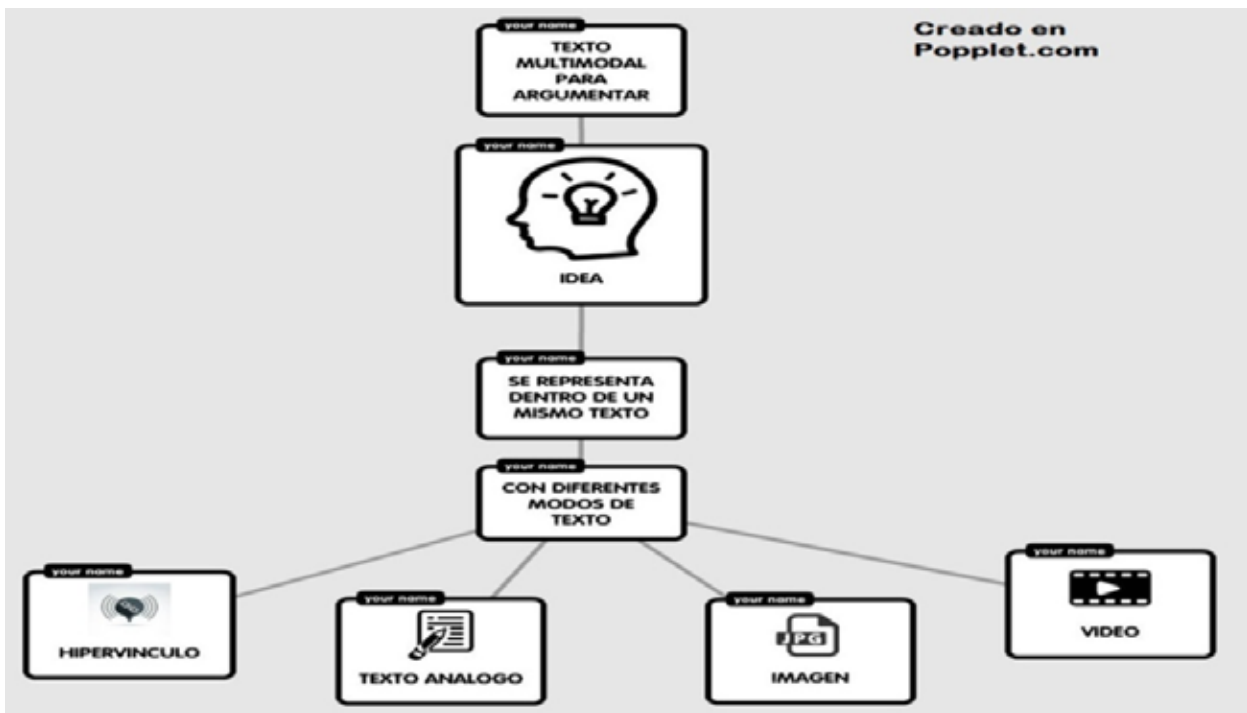 Creado en
Popplet.com
your name
TEXTO
MULTIMODAL
PARA
ARGUMENTAR
your name
IDEA
your name
SE REPRESENTA
DENTRO DE UN
MISMO TEXTO
your name
CON DIFERENTES
MODOS DE
TEXTO
your name
HIPERVINCULO
your name
TEXTO ANALOGO
your name
JPG
IMAGEN
your name
VIDEO